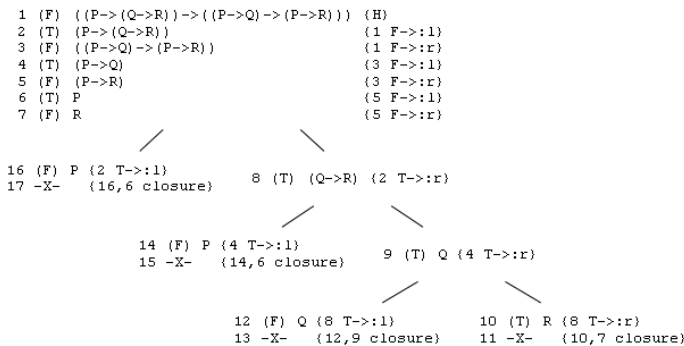 1 (F) ((P->(Q->R))->((P->Q)->(P->R))) {H}
2 (T) (P->(Q->R)) {1 F->:l}
3 (F) ((P->Q)->(P->R)) {1 F->:r}
4 (T) (P->Q) {3 F->:l}
5 (F) (P->R) {3 F->:r}
6 (T) P {5 F->:l}
7 (F) R {5 F->:r}
16 (F) P {2 T->:l}
17 -X- {16,6 closure}
8 (T) (Q->R) {2 T->:r}
14 (F) P {4 T->:l}
15 -X- {14,6 closure}
9 (T) Q {4 T->:r}
12 (F) Q {8 T->:l}
13 -X- {12,9 closure}
10 (T) R {8 T->:r}
11 -X- {10,7 closure}